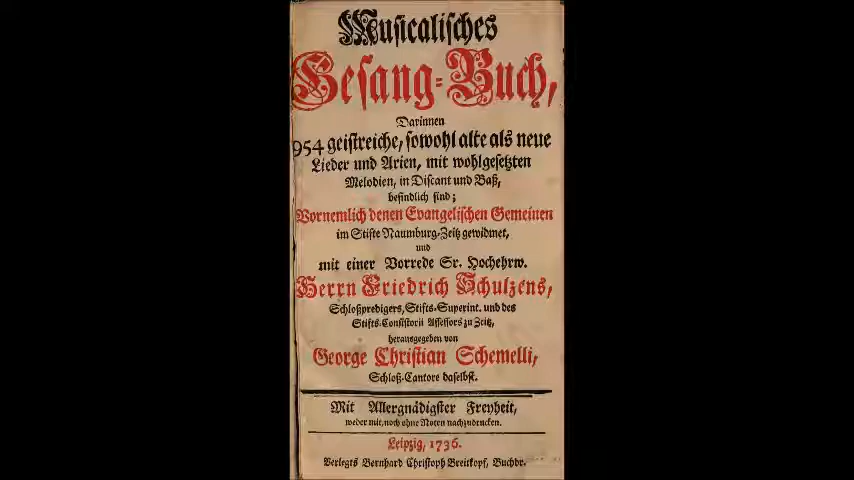 Musicalisches
Gesang-Buch,
Darinnen
954 geistreiche, sowohl alte als neue
Lieder und Arien, mit wohlgesetzten
Melodien, in Discant und Baß,
befindlich sind;
Vornemlich denen Evangelischen Gemeinen
im Stifte Naumburg-Zeitz gewidmet,
und
mit einer Vorrede Sr. Hochehrw.
Herrn Friedrich Schulzens,
Schloßpredigers, Stifts-Superint. und des
Stifts-Consistorii Assessors zu Zeitz,
herausgegeben von
George Christian Schemelli,
Schloß-Cantore daselbst.
Mit Allergnädigster Freyheit,
weder mit, noch ohne Noten nachzudrucken.
Leipzig, 1736.
Verlegts Bernhard Christoph Breitkopf, Buchdr.